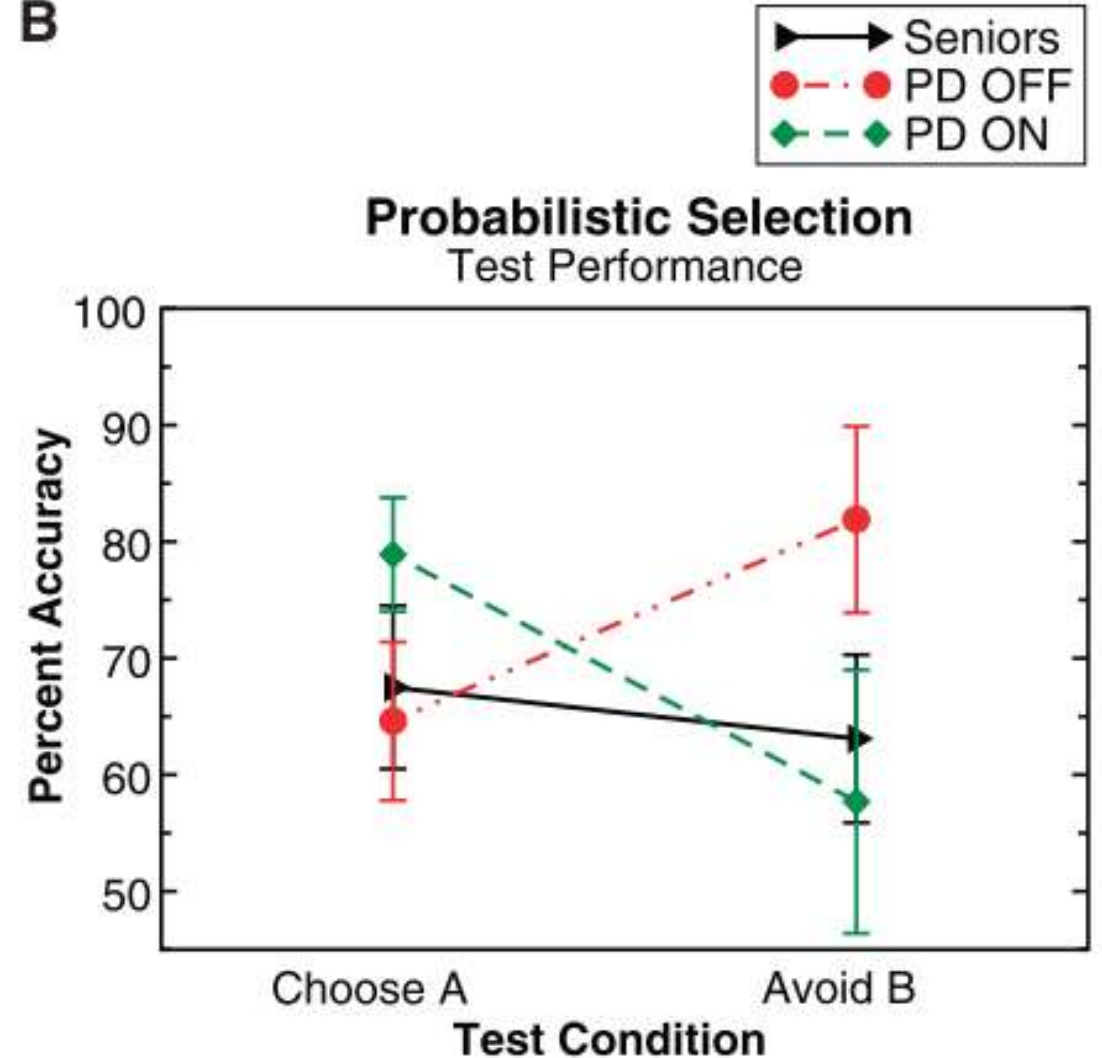 B
Seniors
PD OFF
PD ON
Probabilistic Selection
Test Performance
100
90
80
70
60
50
Percent Accuracy
Choose A Avoid B
Test Condition